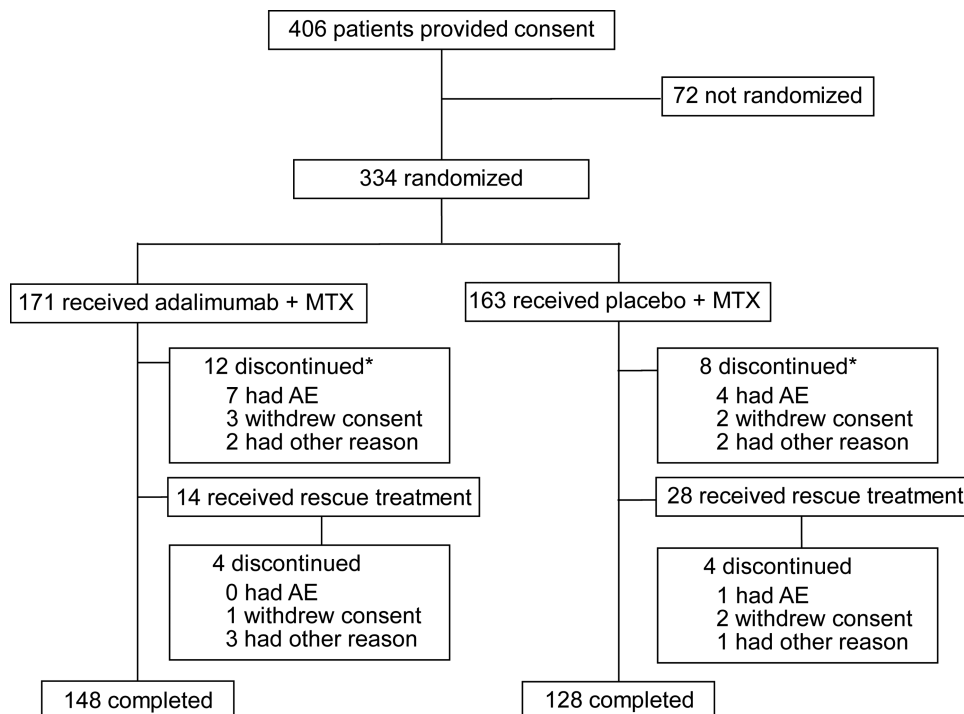 406 patients provided consent
72 not randomized
334 randomized
171 received adalimumab + MTX
163 received placebo + MTX
12 discontinued*
7 had AE
3 withdrew consent
2 had other reason
8 discontinued*
4 had AE
2 withdrew consent
2 had other reason
14 received rescue treatment
28 received rescue treatment
4 discontinued
0 had AE
1 withdrew consent
3 had other reason
4 discontinued
1 had AE
2 withdrew consent
1 had other reason
148 completed
128 completed